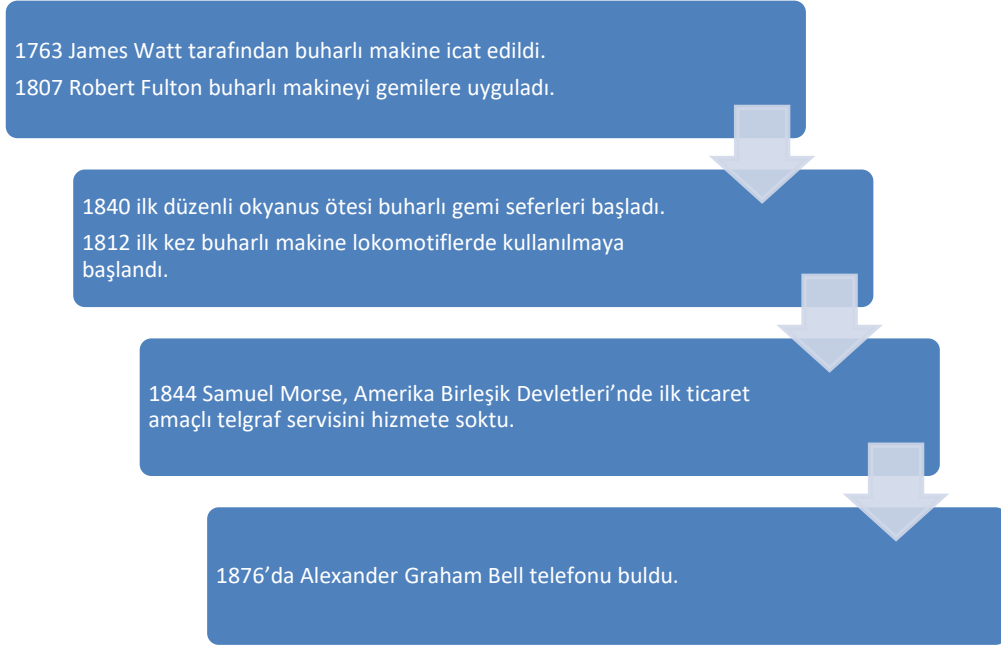 1763 James Watt tarafından buharlı makine icat edildi.
1807 Robert Fulton buharlı makineyi gemilere uyguladı.
1840 ilk düzenli okyanus ötesi buharlı gemi seferleri başladı.
1812 ilk kez buharlı makine lokomotiflerde kullanılmaya
başlandı.
1844 Samuel Morse, Amerika Birleşik Devletleri’nde ilk ticaret
amaçlı telgraf servisini hizmete soktu.
1876’da Alexander Graham Bell telefonu buldu.